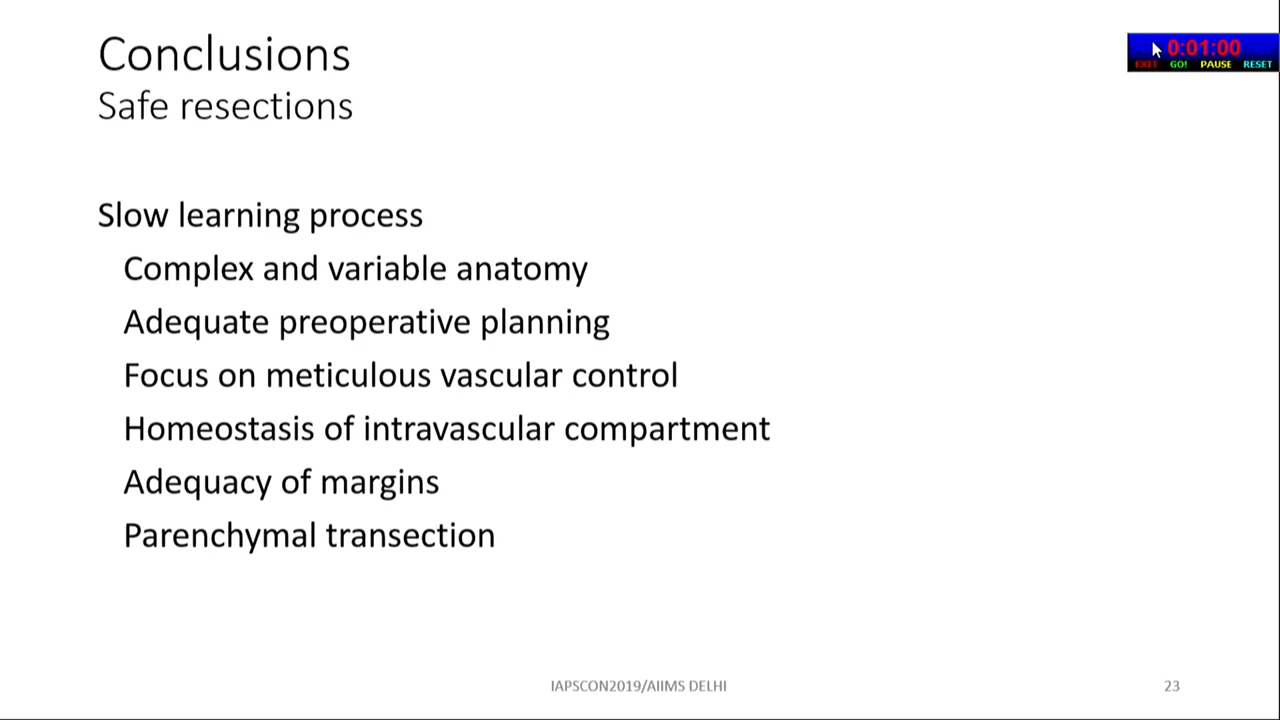 Conclusions
Safe resections
0:01:00
EXIT GO! PAUSE RESET
Slow learning process
Complex and variable anatomy
Adequate preoperative planning
Focus on meticulous vascular control
Homeostasis of intravascular compartment
Adequacy of margins
Parenchymal transection
IAPSCON2019/AIIMS DELHI
23